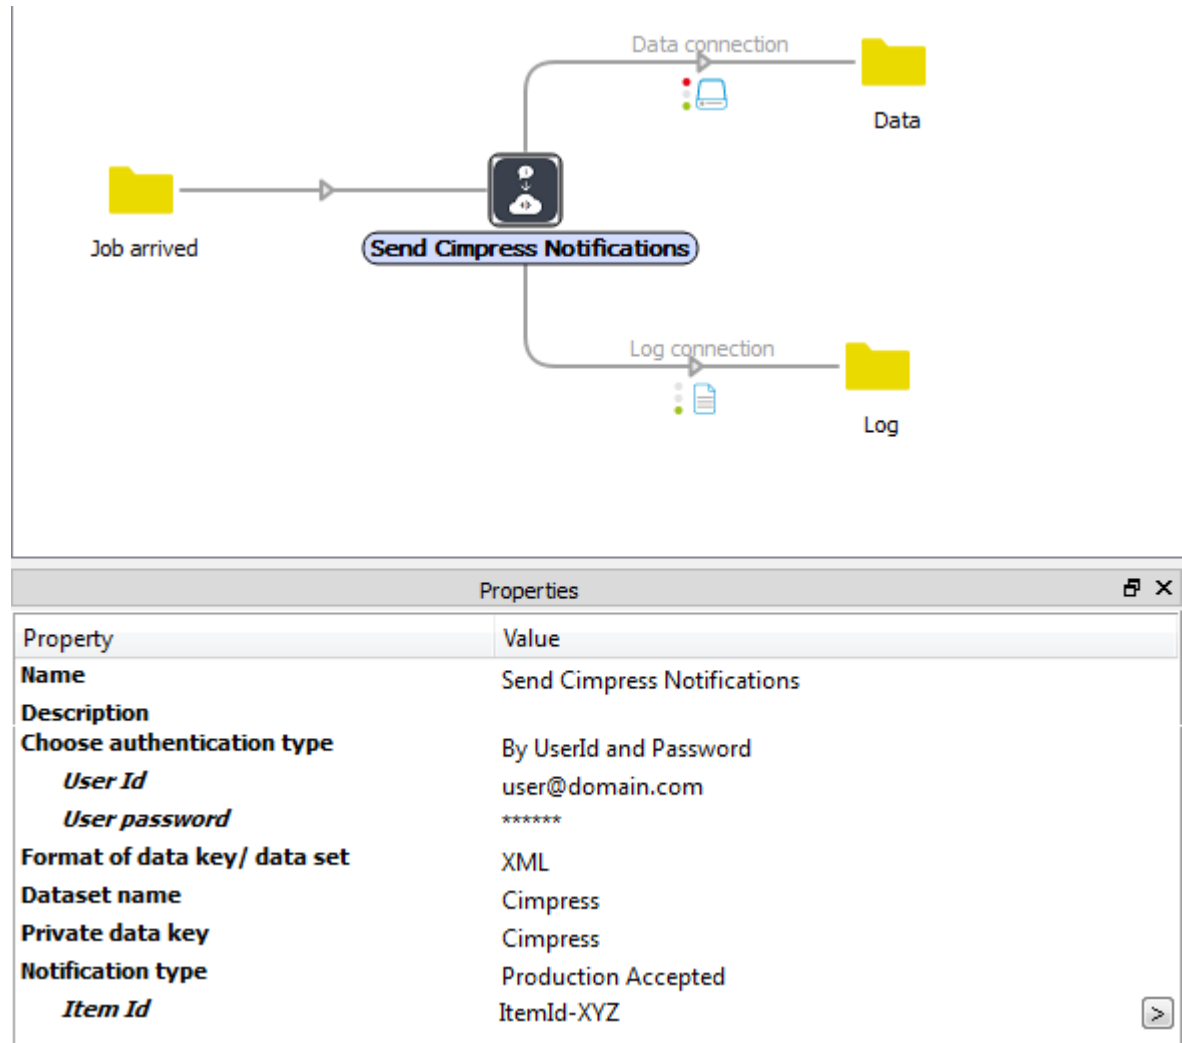 Data connection
Data
Job arrived
Send Cimpress Notifications
Log connection
Log
Properties
Property Value
Name Send Cimpress Notifications
Description
Choose authentication type By UserId and Password
User Id user@domain.com
User password ******
Format of data key/ data set XML
Dataset name Cimpress
Private data key Cimpress
Notification type Production Accepted
Item Id ItemId-XYZ >